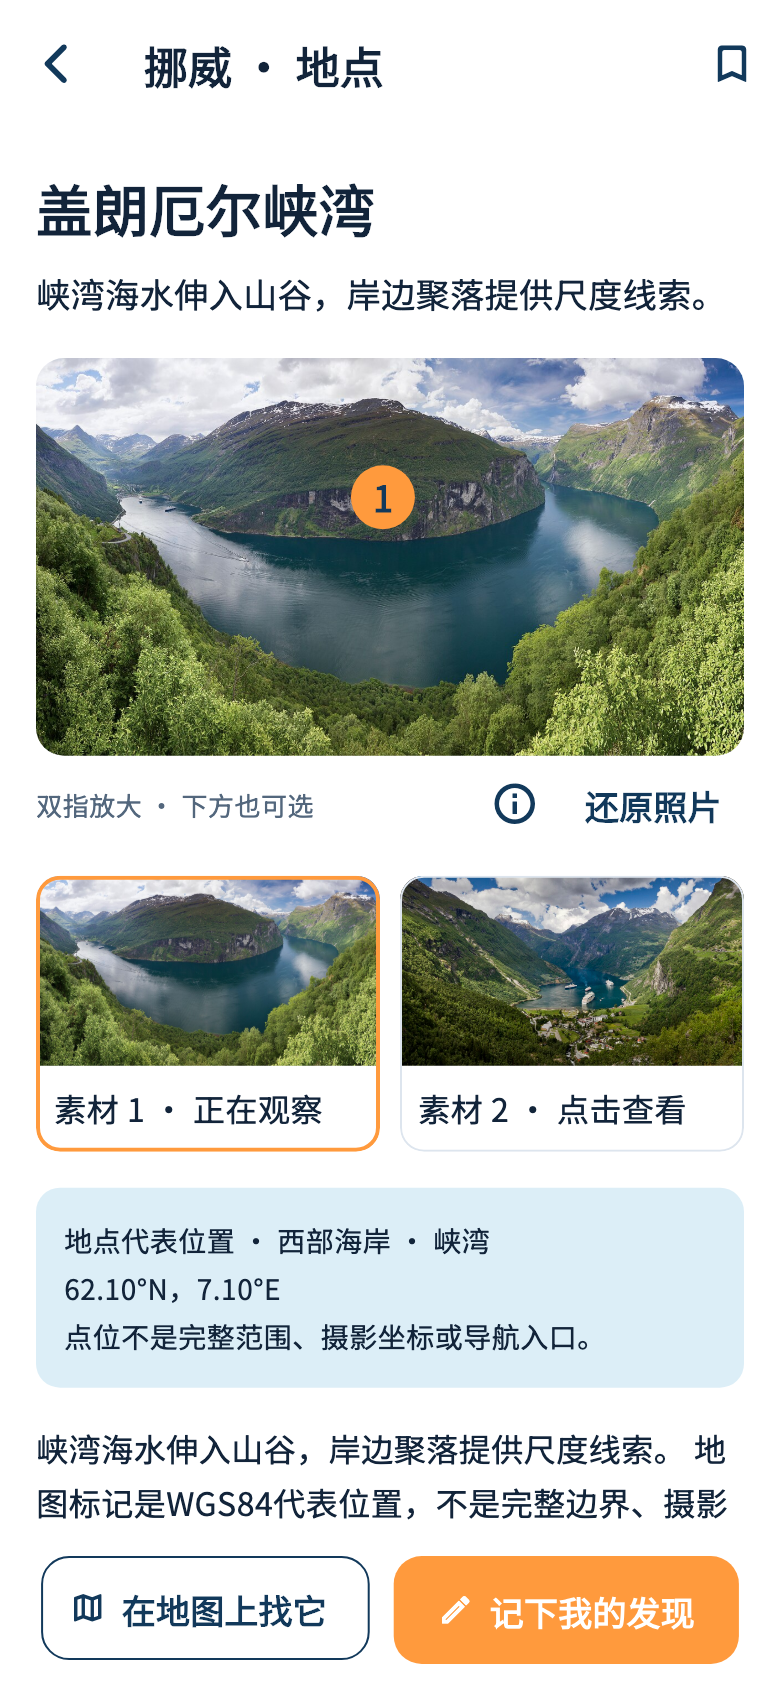 挪威 · 地点
盖朗厄尔峡湾
峡湾海水伸入山谷，岸边聚落提供尺度线索。
1
双指放大 · 下方也可选
还原照片
素材 1 · 正在观察
素材 2 · 点击查看
地点代表位置 · 西部海岸 · 峡湾
62.10°N，7.10°E
点位不是完整范围、摄影坐标或导航入口。
峡湾海水伸入山谷，岸边聚落提供尺度线索。 地
图标记是WGS84代表位置，不是完整边界、摄影
在地图上找它
记下我的发现